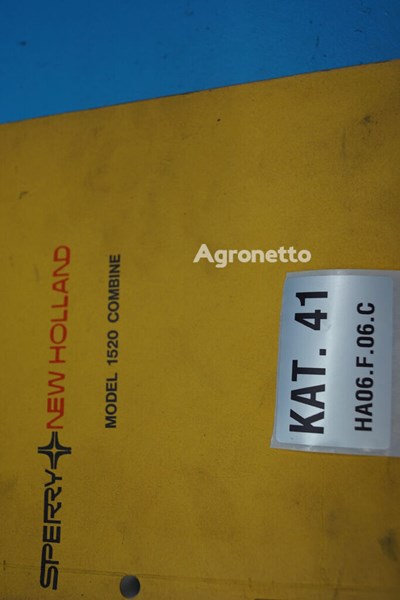 SPERRY NEW HOLLAND
MODEL 1520 COMBINE
Agronetto
KAT. 41
HA06.F.06.C